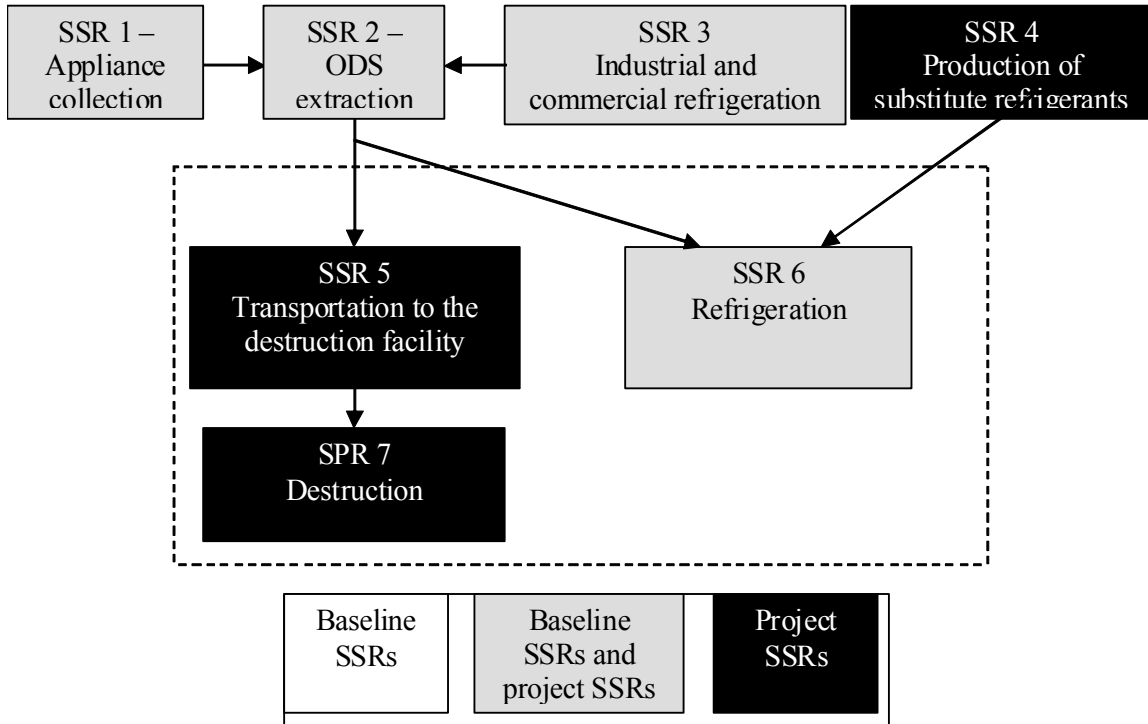 SSR 1 –
Appliance
collection
SSR 2 –
ODS
extraction
SSR 3
Industrial and
commercial refrigeration
SSR 4
Production of
substitute refrigerants
SSR 5
Transportation to the
destruction facility
SSR 6
Refrigeration
SPR 7
Destruction
Baseline
SSRs
Baseline
SSRs and
project SSRs
Project
SSRs